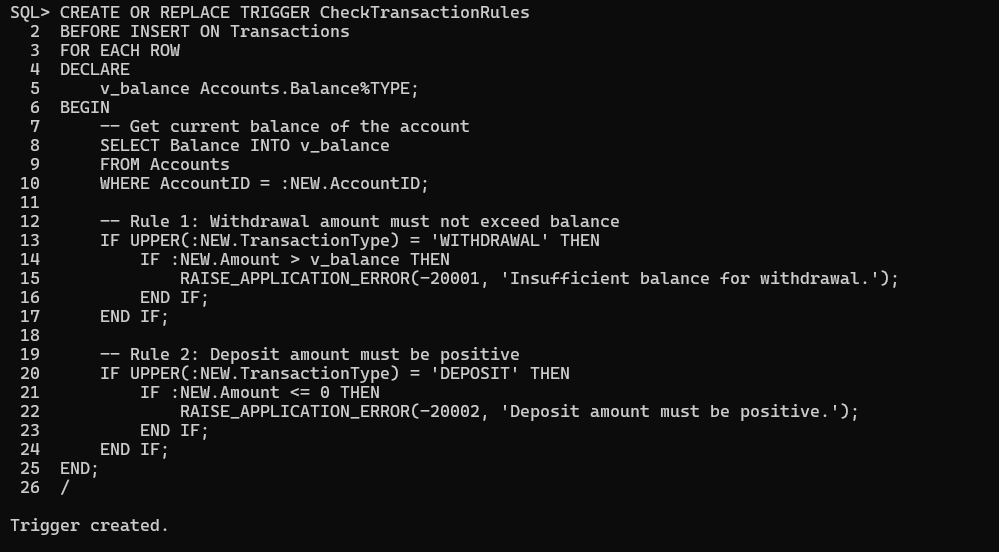 SQL> CREATE OR REPLACE TRIGGER CheckTransactionRules
  2  BEFORE INSERT ON Transactions
  3  FOR EACH ROW
  4  DECLARE
  5      v_balance Accounts.Balance%TYPE;
  6  BEGIN
  7      -- Get current balance of the account
  8      SELECT Balance INTO v_balance
  9      FROM Accounts
 10      WHERE AccountID = :NEW.AccountID;
 11
 12      -- Rule 1: Withdrawal amount must not exceed balance
 13      IF UPPER(:NEW.TransactionType) = 'WITHDRAWAL' THEN
 14          IF :NEW.Amount > v_balance THEN
 15              RAISE_APPLICATION_ERROR(-20001, 'Insufficient balance for withdrawal.');
 16          END IF;
 17      END IF;
 18
 19      -- Rule 2: Deposit amount must be positive
 20      IF UPPER(:NEW.TransactionType) = 'DEPOSIT' THEN
 21          IF :NEW.Amount <= 0 THEN
 22              RAISE_APPLICATION_ERROR(-20002, 'Deposit amount must be positive.');
 23          END IF;
 24      END IF;
 25  END;
 26  /

Trigger created.